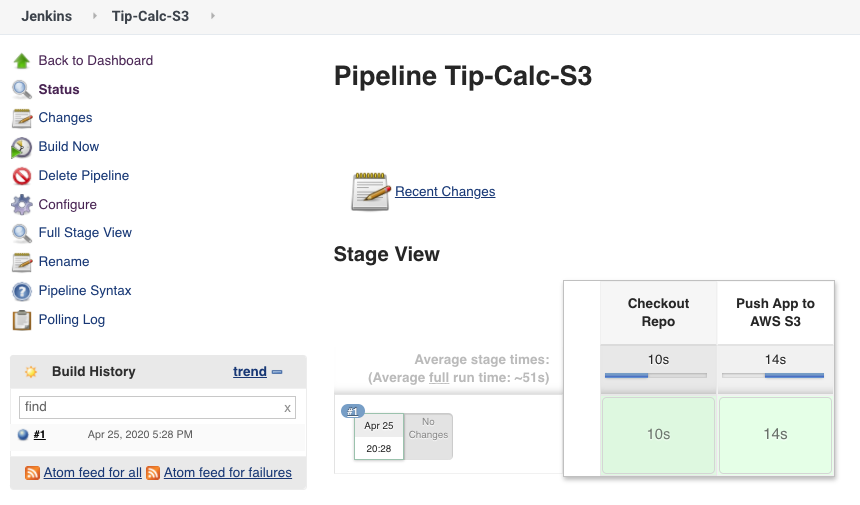 Jenkins Tip-Calc-S3
Back to Dashboard
Status
Changes
Build Now
Delete Pipeline
Configure
Full Stage View
Rename
Pipeline Syntax
Polling Log
Build History trend
find x
#1 Apr 25, 2020 5:28 PM
Atom feed for all Atom feed for failures
Pipeline Tip-Calc-S3
Recent Changes
Stage View
Checkout
Repo
Push App to
AWS S3
Average stage times:
(Average full run time: ~51s)
10s 14s
#1
Apr 25
20:28
No
Changes
10s 14s